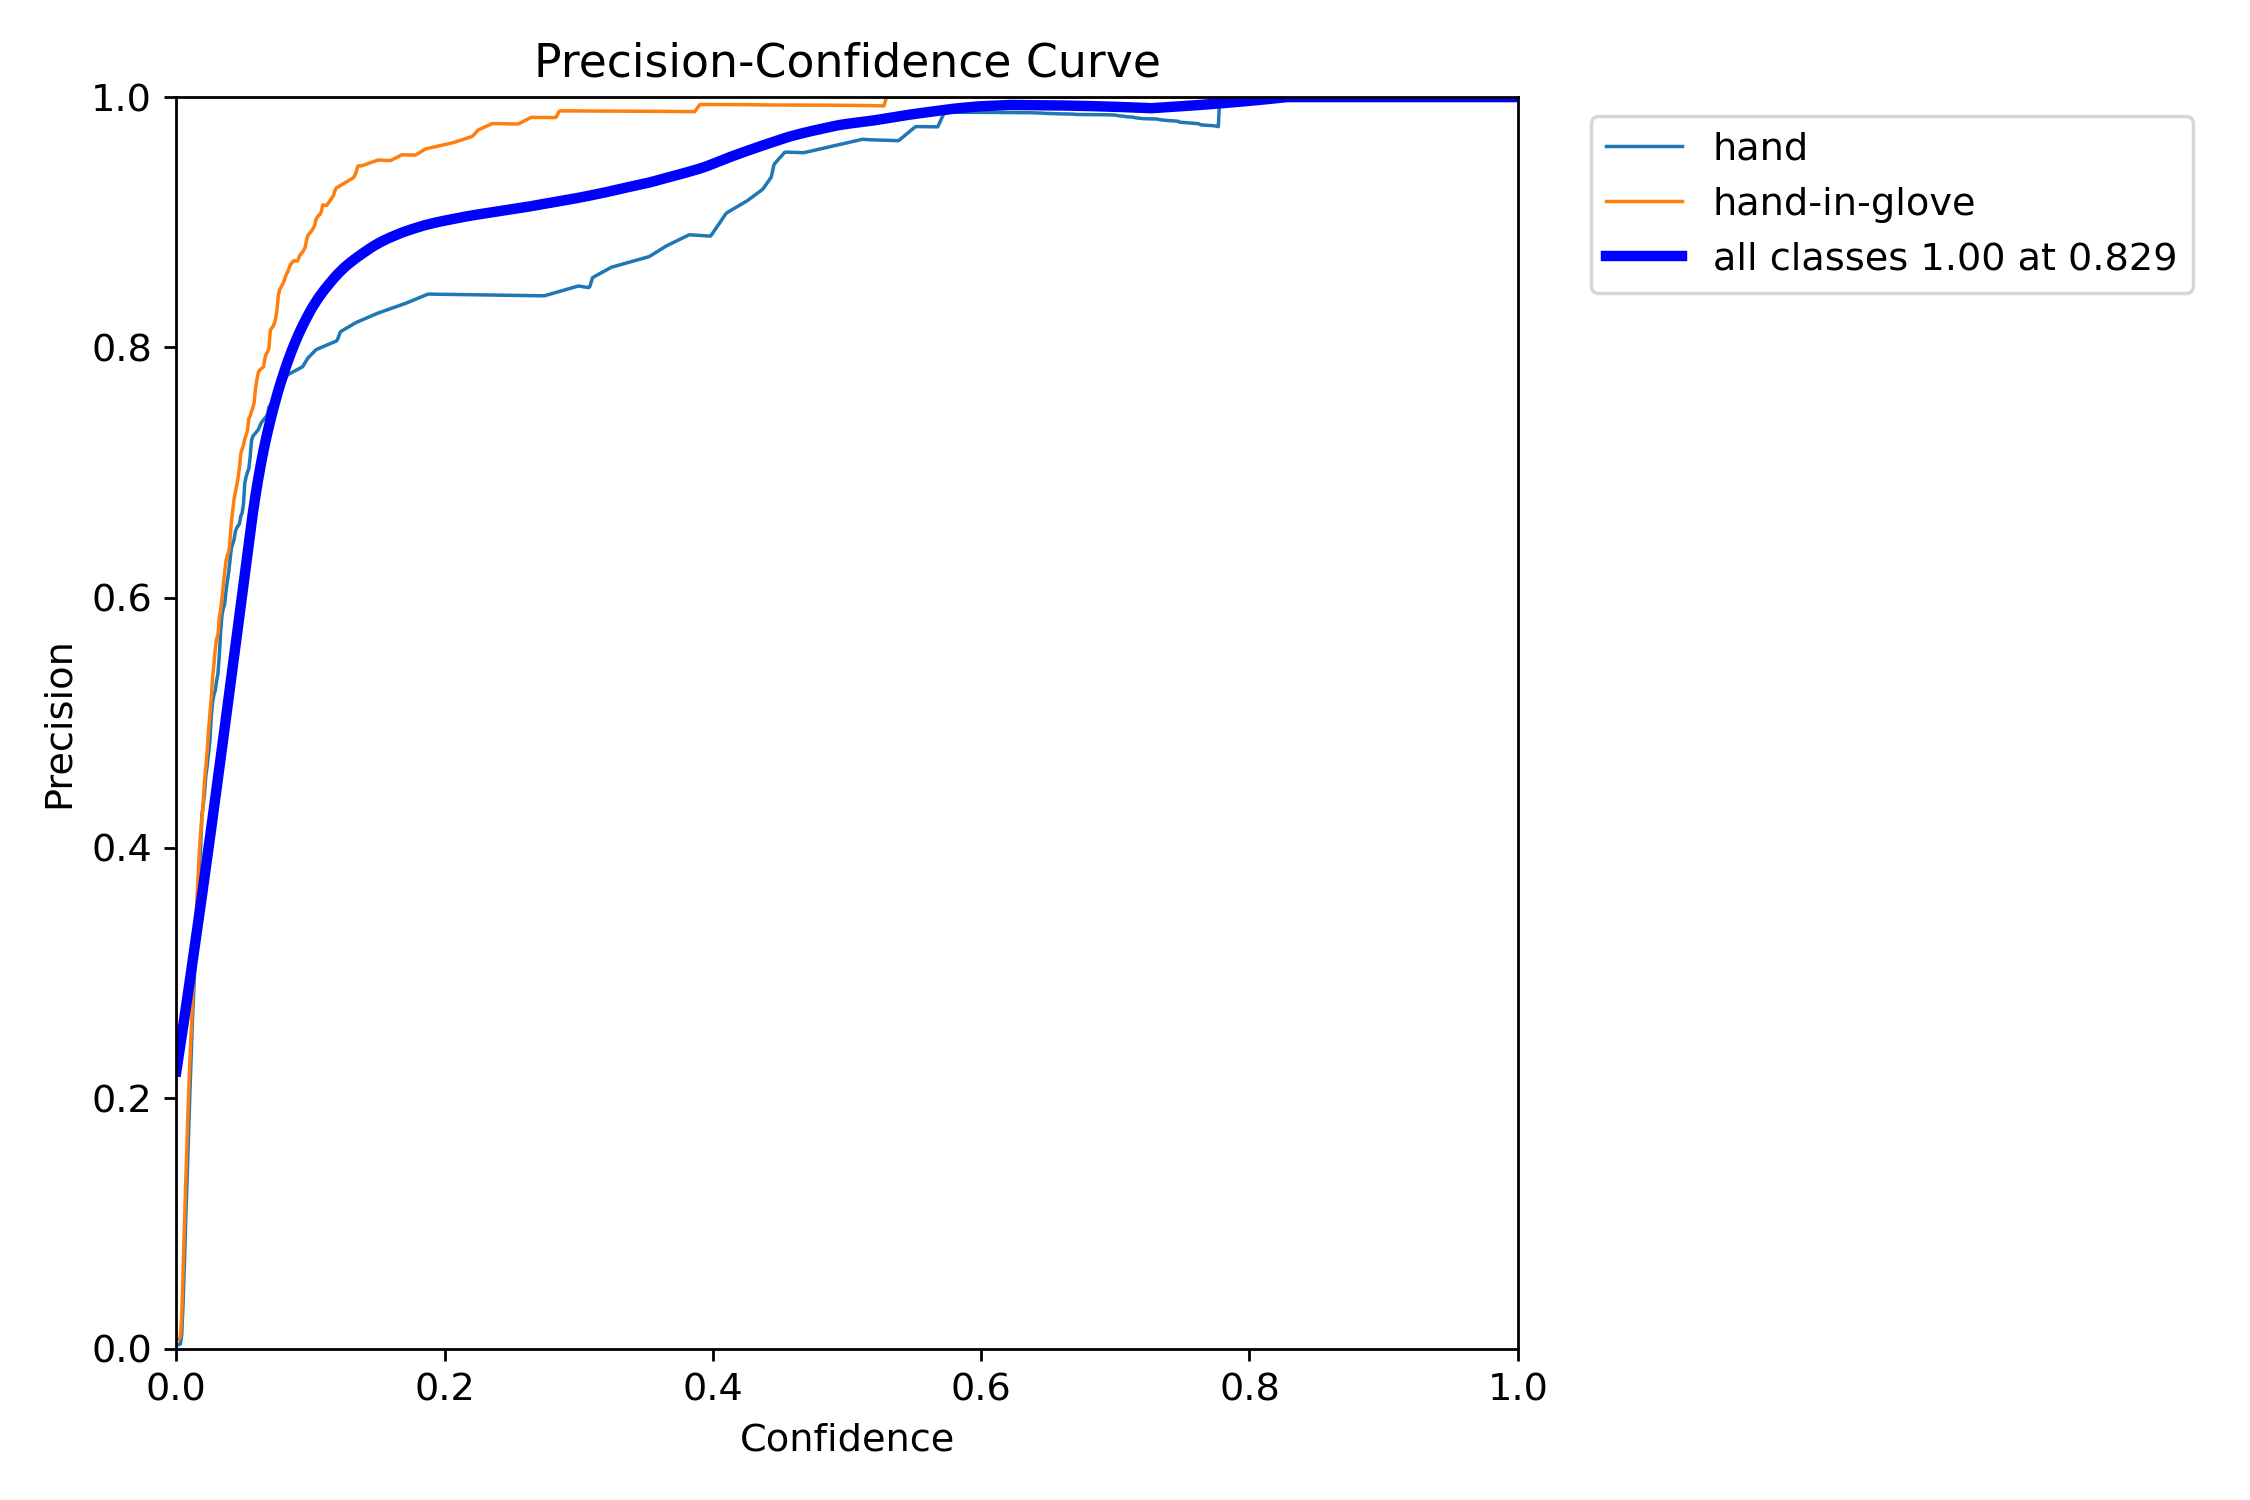 Precision-Confidence Curve
1.0
0.8
0.6
0.4
0.2
0.0
Precision
0.0 0.2 0.4 0.6 0.8 1.0
Confidence
hand
hand-in-glove
all classes 1.00 at 0.829